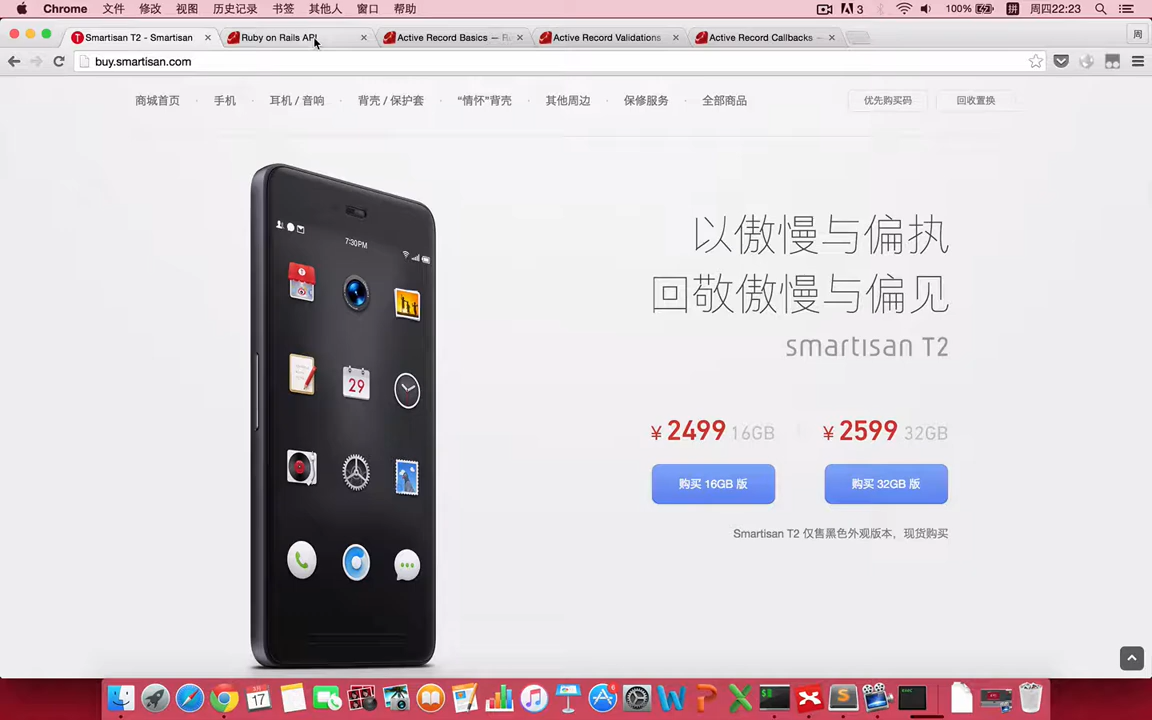 Chrome 文件 修改 视图 历史记录 书签 其他人 窗口 帮助 3 100% 拼 周四22:23
Smartisan T2 - Smartisan × Ruby on Rails API × Active Record Basics — × Active Record Validations × Active Record Callbacks — × 周
buy.smartisan.com
商城首页 · 手机 · 耳机 / 音响 · 背壳 / 保护套 · “情怀”背壳 · 其他周边 · 保修服务 · 全部商品 优先购买码 回收置换
7:30PM
29
以傲慢与偏执
回敬傲慢与偏见
smartisan T2
¥ 2499 16GB ¥ 2599 32GB
购买 16GB 版 购买 32GB 版
Smartisan T2 仅售黑色外观版本，现货购买
17